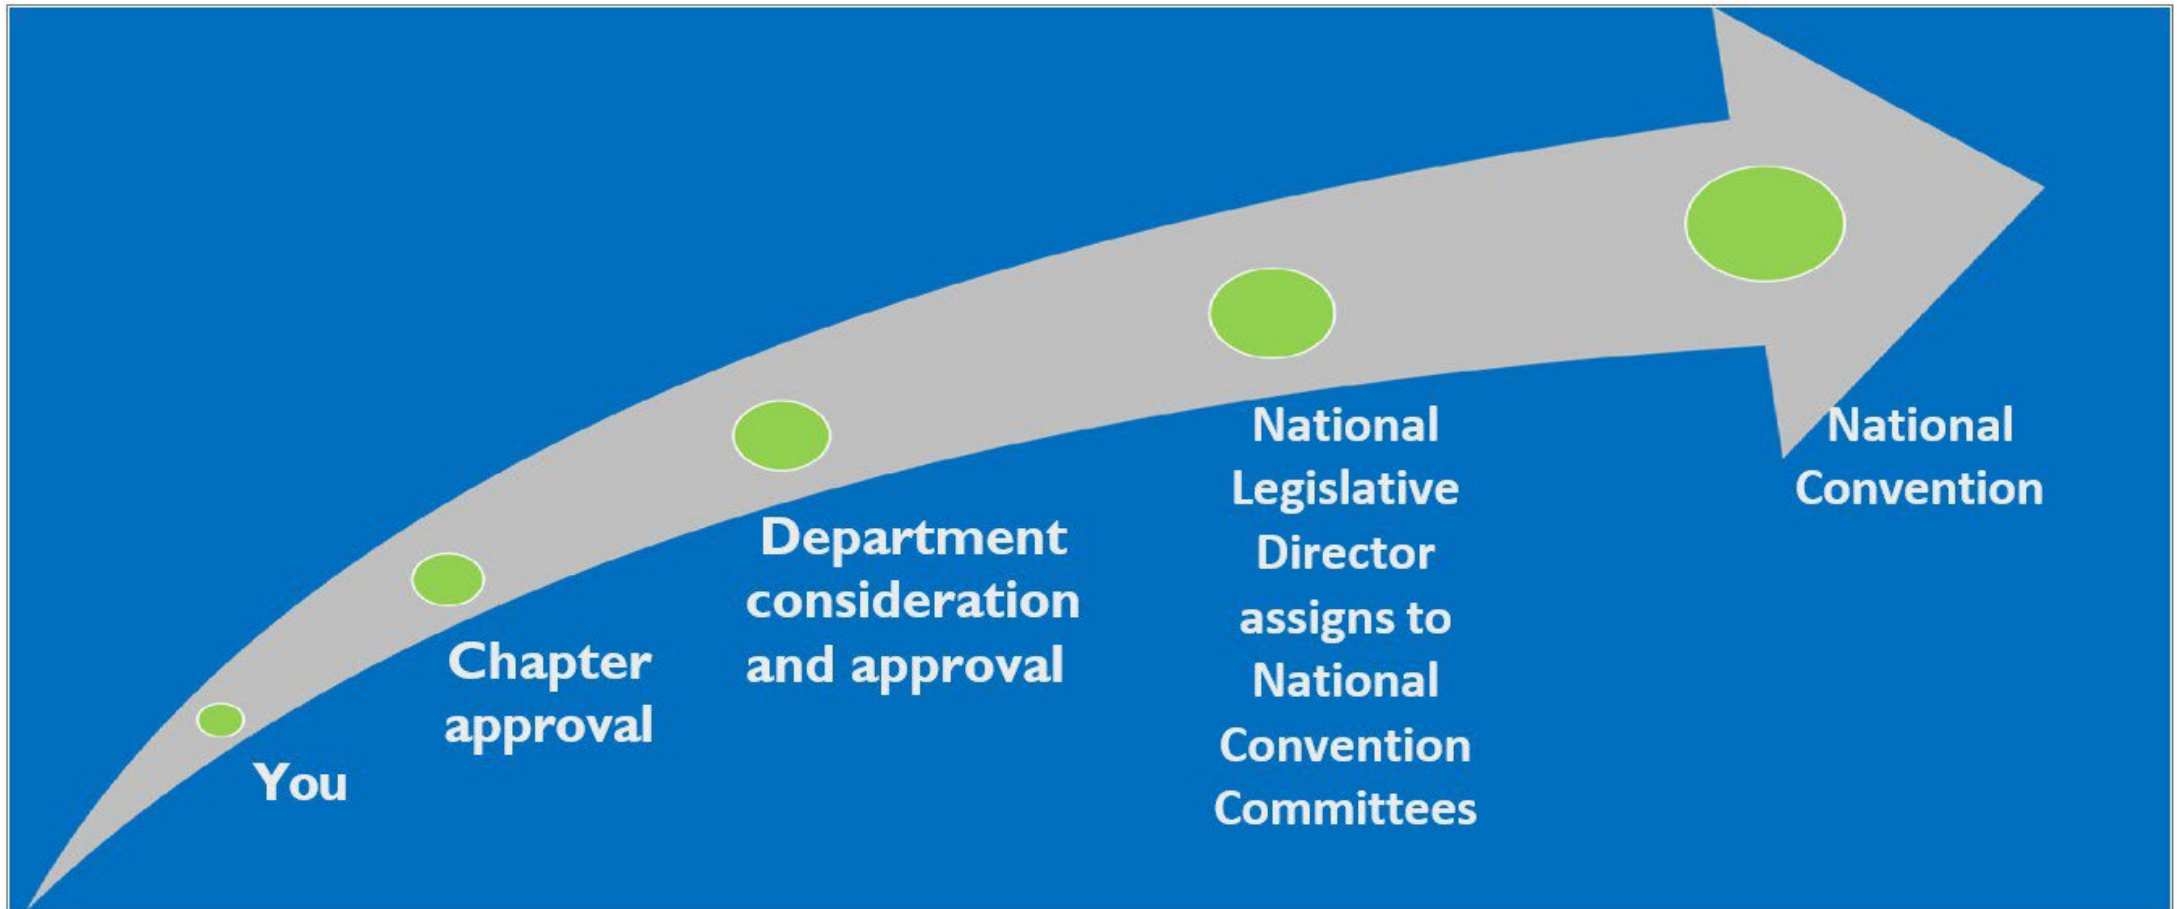 You
Chapter
approval
Department
consideration
and approval
National
Legislative
Director
assigns to
National
Convention
Committees
National
Convention